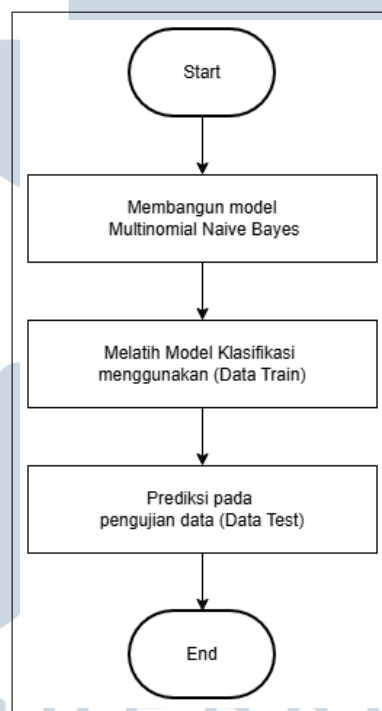 Start
Membangun model
Multinomial Naive Bayes
Melatih Model Klasifikasi
menggunakan (Data Train)
Prediksi pada
pengujian data (Data Test)
End